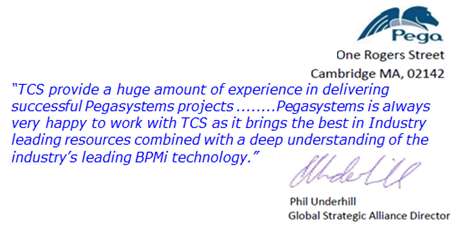 Pega
One Rogers Street
Cambridge MA, 02142
“TCS provide a huge amount of experience in delivering
successful Pegasystems projects ........Pegasystems is always
very happy to work with TCS as it brings the best in Industry
leading resources combined with a deep understanding of the
industry’s leading BPMi technology.”
Phil Underhill
Global Strategic Alliance Director